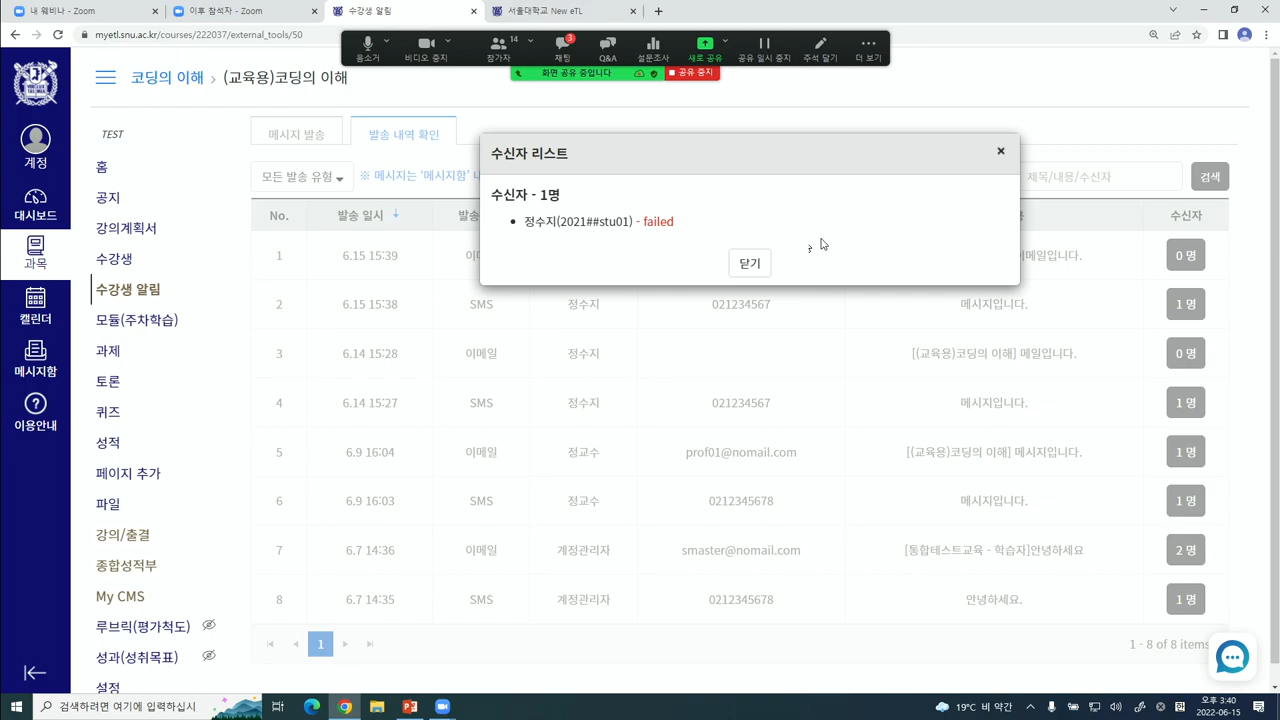 내 웨비나 - Zoom
이후 참석자 - Zoom
수강생 알림
서울대학교 New eTL
myetl.snu.ac.kr/courses/222037/external_tools/50
음소거
비디오 중지
14
참가자
3
채팅
Q&A
설문조사
새로 공유
공유 일시 중지
주석 달기
더 보기
화면 공유 중입니다
공유 중지
계정
대시보드
과목
캘린더
메시지함
이용안내
코딩의 이해 › (교육용)코딩의 이해
TEST
홈
공지
강의계획서
수강생
수강생 알림
모듈(주차학습)
과제
토론
퀴즈
성적
페이지 추가
파일
강의/출결
종합성적부
My CMS
루브릭(평가척도)
성과(성취목표)
설정
메시지 발송
발송 내역 확인
모든 발송 유형
※ 메시지는 '메시지함'
제목/내용/수신자
검색
수신자 리스트
×
수신자 - 1명
정수지(2021##stu01) - failed
닫기
No. 발송 일시 수신자
1 6.15 15:39 0 명
2 6.15 15:38 SMS 정수지 021234567 메시지입니다. 1 명
3 6.14 15:28 이메일 정수지 [(교육용)코딩의 이해] 메일입니다. 0 명
4 6.14 15:27 SMS 정수지 021234567 메시지입니다. 1 명
5 6.9 16:04 이메일 정교수 prof01@nomail.com [(교육용)코딩의 이해] 메시지입니다. 1 명
6 6.9 16:03 SMS 정교수 0212345678 메시지입니다. 1 명
7 6.7 14:36 이메일 계정관리자 smaster@nomail.com [통합테스트교육 - 학습자]안녕하세요 2 명
8 6.7 14:35 SMS 계정관리자 0212345678 안녕하세요. 1 명
1
1 - 8 of 8 items
검색하려면 여기에 입력하십시
19°C 비 약간
오후 3:40
2022-06-15